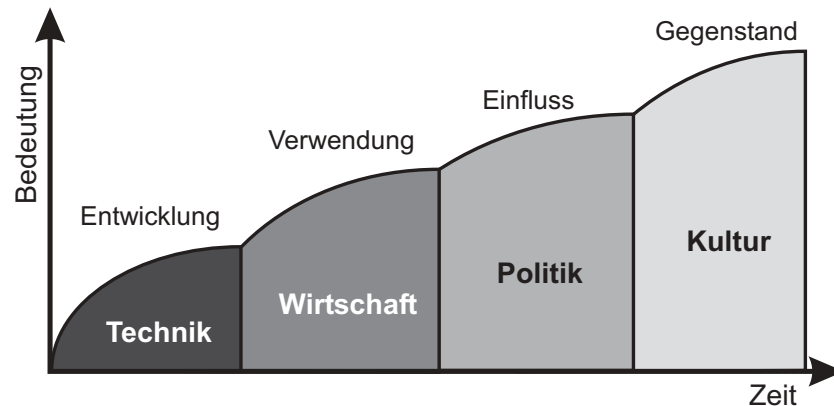 Gegenstand
Einfluss
Verwendung
Entwicklung
Bedeutung
Technik
Wirtschaft
Politik
Kultur
Zeit